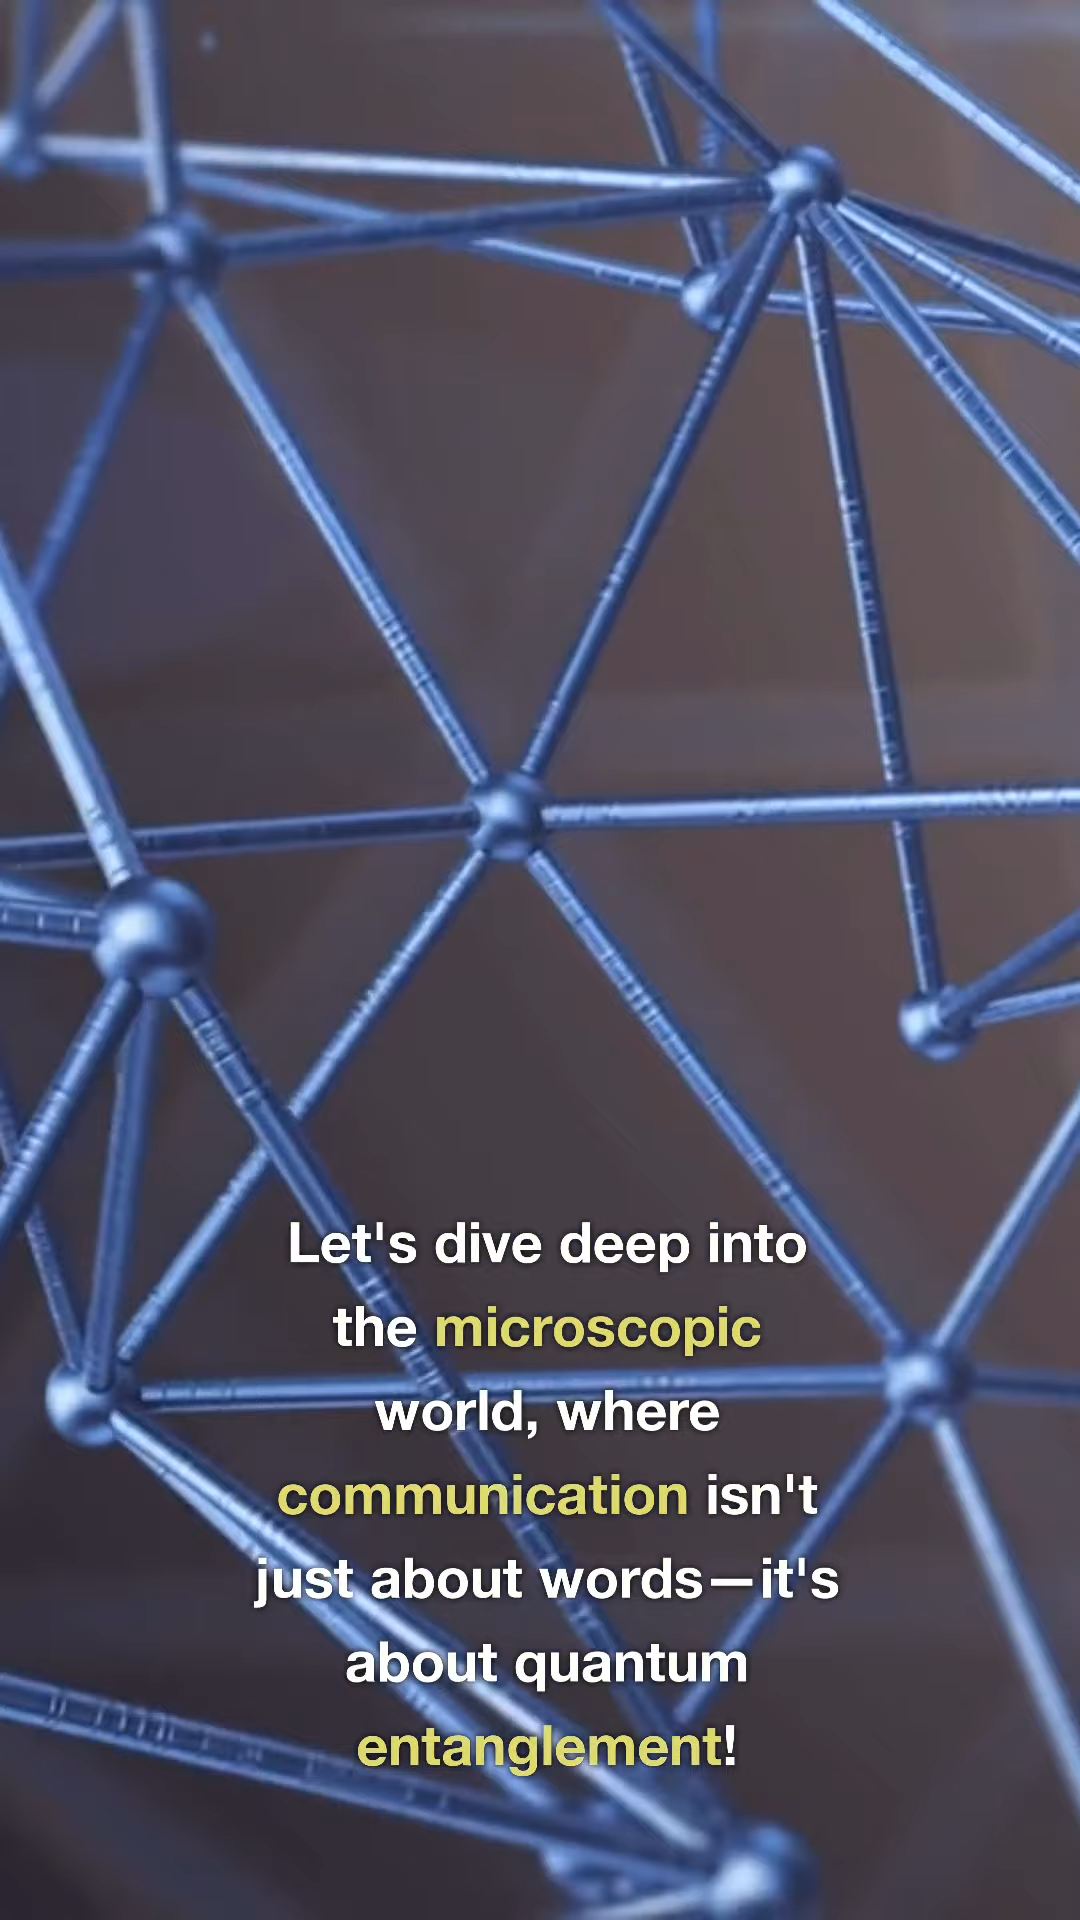 Let's dive deep into
the microscopic
world, where
communication isn't
just about words—it's
about quantum
entanglement!